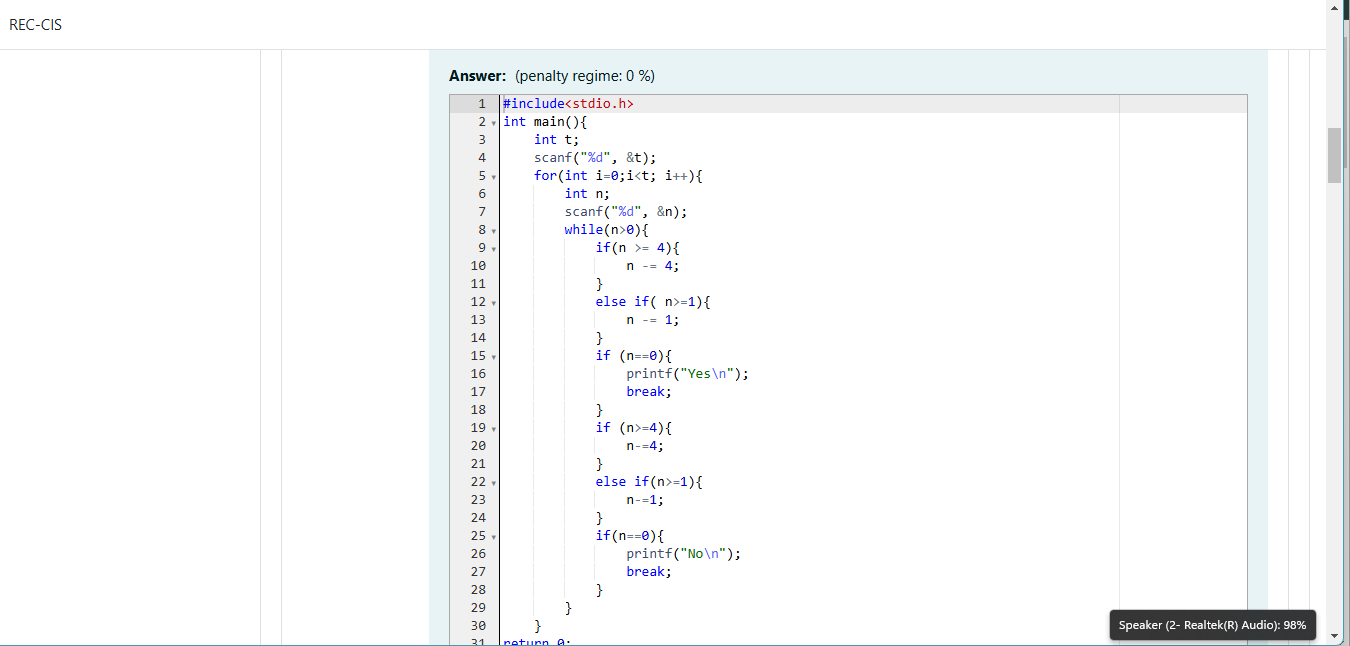 REC-CIS
Answer: (penalty regime: 0 %)
1 #include<stdio.h>
2 int main(){
3 int t;
4 scanf("%d", &t);
5 for(int i=0;i<t; i++){
6 int n;
7 scanf("%d", &n);
8 while(n>0){
9 if(n >= 4){
10 n -= 4;
11 }
12 else if( n>=1){
13 n -= 1;
14 }
15 if (n==0){
16 printf("Yes\n");
17 break;
18 }
19 if (n>=4){
20 n-=4;
21 }
22 else if(n>=1){
23 n-=1;
24 }
25 if(n==0){
26 printf("No\n");
27 break;
28 }
29 }
30 }
31 return 0;
Speaker (2- Realtek(R) Audio): 98%